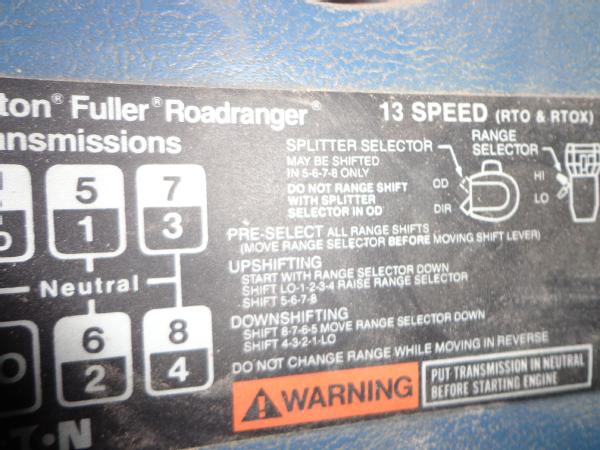 ton® Fuller® Roadranger®
13 SPEED (RTO & RTOX)
ansmissions
5 7
1 3
Neutral
6 8
2 4
SPLITTER SELECTOR
MAY BE SHIFTED
IN 5-6-7-8 ONLY
DO NOT RANGE SHIFT
WITH SPLITTER
SELECTOR IN OD
OD
DIR
RANGE
SELECTOR
HI
LO
PRE-SELECT ALL RANGE SHIFTS
(MOVE RANGE SELECTOR BEFORE MOVING SHIFT LEVER)
UPSHIFTING
START WITH RANGE SELECTOR DOWN
SHIFT LO-1-2-3-4 RAISE RANGE SELECTOR
SHIFT 5-6-7-8
DOWNSHIFTING
SHIFT 8-7-6-5 MOVE RANGE SELECTOR DOWN
SHIFT 4-3-2-1-LO
DO NOT CHANGE RANGE WHILE MOVING IN REVERSE
WARNING
PUT TRANSMISSION IN NEUTRAL
BEFORE STARTING ENGINE
T•N